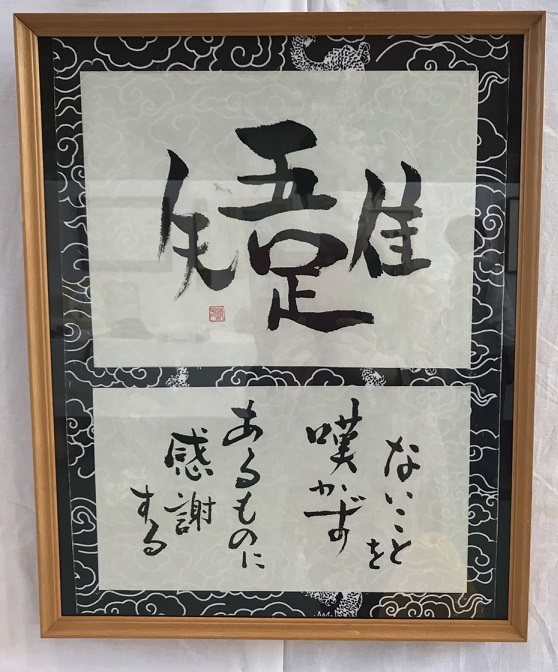 吾唯足知
ないことを
嘆かず
あるものに
感謝
する